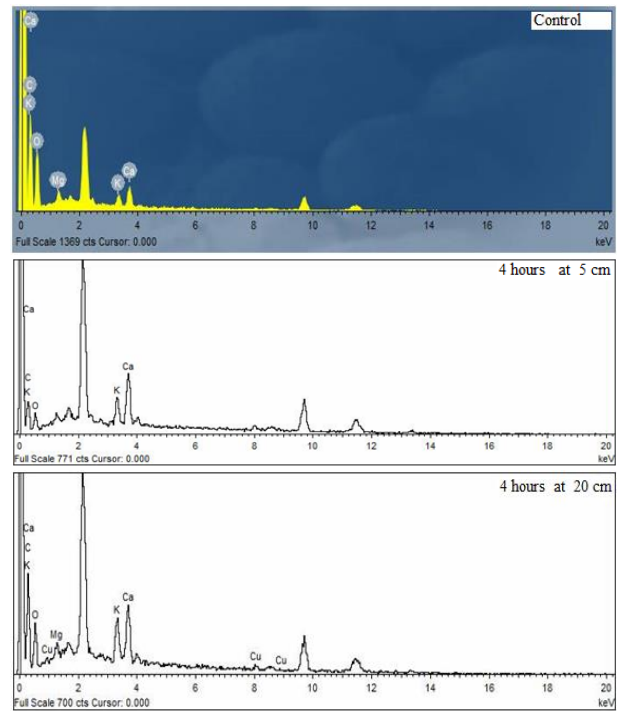 Control
Ca
C
K
O
Mg
K
Ca
0 2 4 6 8 10 12 14 16 18 20
Full Scale 1369 cts Cursor: 0.000 keV
4 hours at 5 cm
Ca
C
K
O
K
Ca
0 2 4 6 8 10 12 14 16 18 20
Full Scale 771 cts Cursor: 0.000 keV
4 hours at 20 cm
Ca
C
K
O
Cu
Mg
K
Ca
Cu
Cu
0 2 4 6 8 10 12 14 16 18 20
Full Scale 700 cts Cursor: 0.000 keV